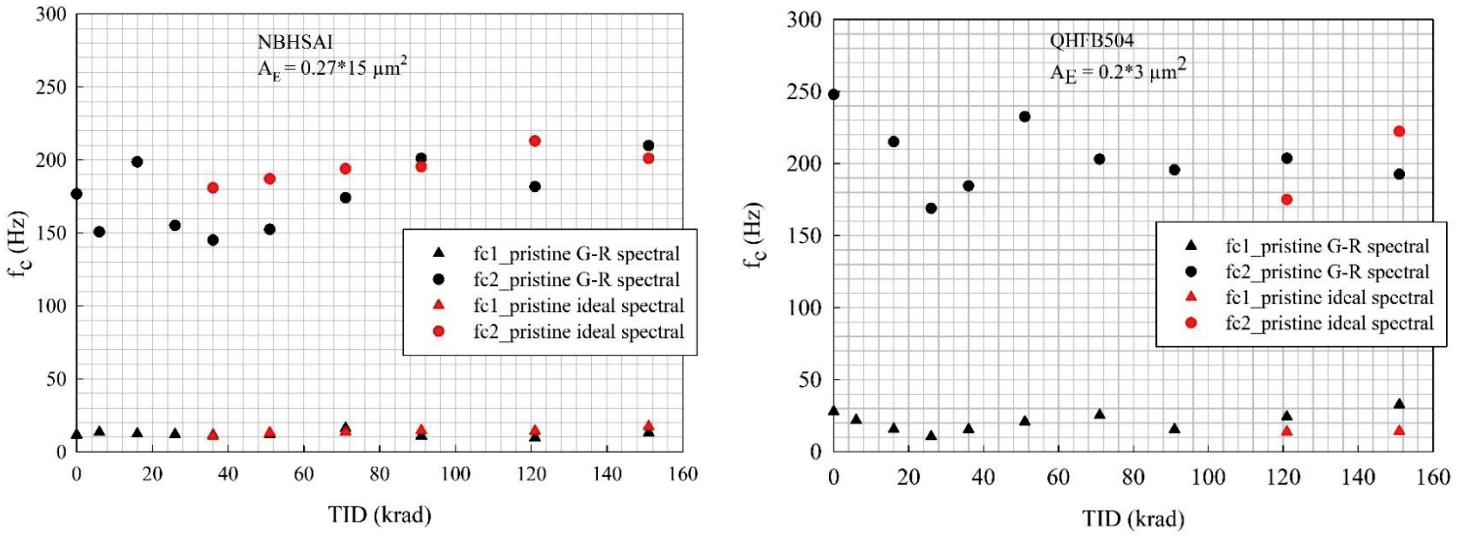 300
250
200
150
100
50
0
f_c (Hz)
NBHSAI
A_E = 0.27*15 µm²
fc1_pristine G-R spectral
fc2_pristine G-R spectral
fc1_pristine ideal spectral
fc2_pristine ideal spectral
0 20 40 60 80 100 120 140 160
TID (krad)
300
250
200
150
100
50
0
f_c (Hz)
QHFB504
A_E = 0.2*3 µm²
fc1_pristine G-R spectral
fc2_pristine G-R spectral
fc1_pristine ideal spectral
fc2_pristine ideal spectral
0 20 40 60 80 100 120 140 160
TID (krad)